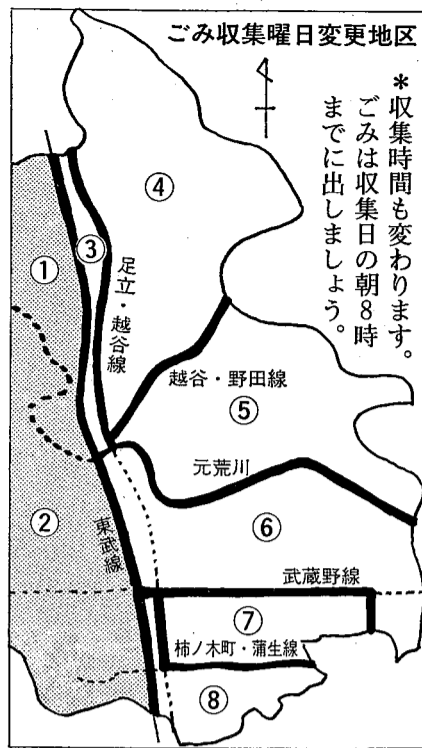 ごみ収集曜日変更地区
＊収集時間も変わります。
ごみは収集日の朝8時
までに出しましょう。
④
③
①
足立・越谷線
越谷・野田線
⑤
元荒川
②
東武線
⑥
武蔵野線
⑦
柿ノ木町・蒲生線
⑧